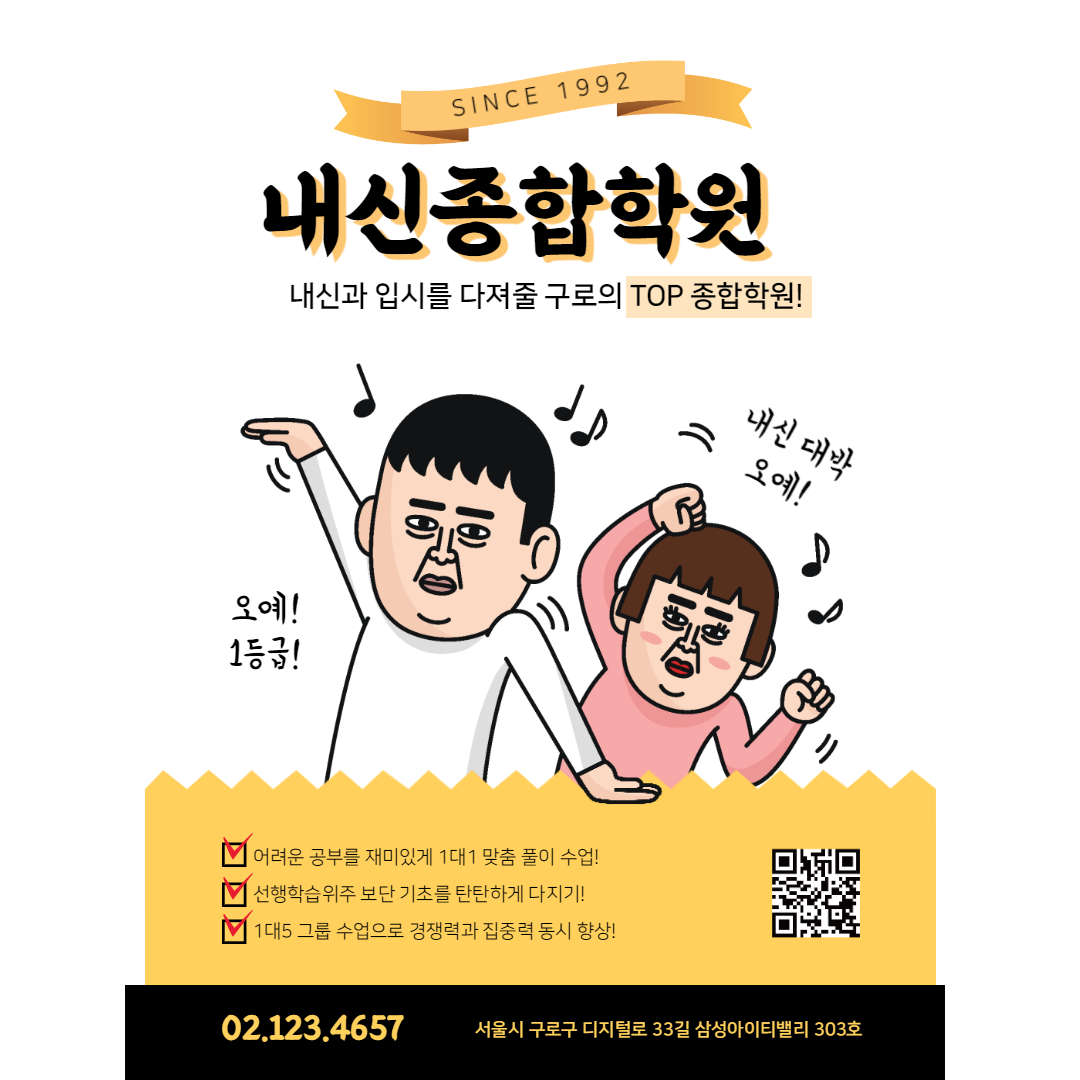 SINCE 1992
내신종합학원
내신과 입시를 다져줄 구로의 TOP 종합학원!
내신 대박
오예!
오예!
1등급!
어려운 공부를 재미있게 1대1 맞춤 풀이 수업!
선행학습위주 보단 기초를 탄탄하게 다지기!
1대5 그룹 수업으로 경쟁력과 집중력 동시 향상!
02.123.4657
서울시 구로구 디지털로 33길 삼성아이티밸리 303호